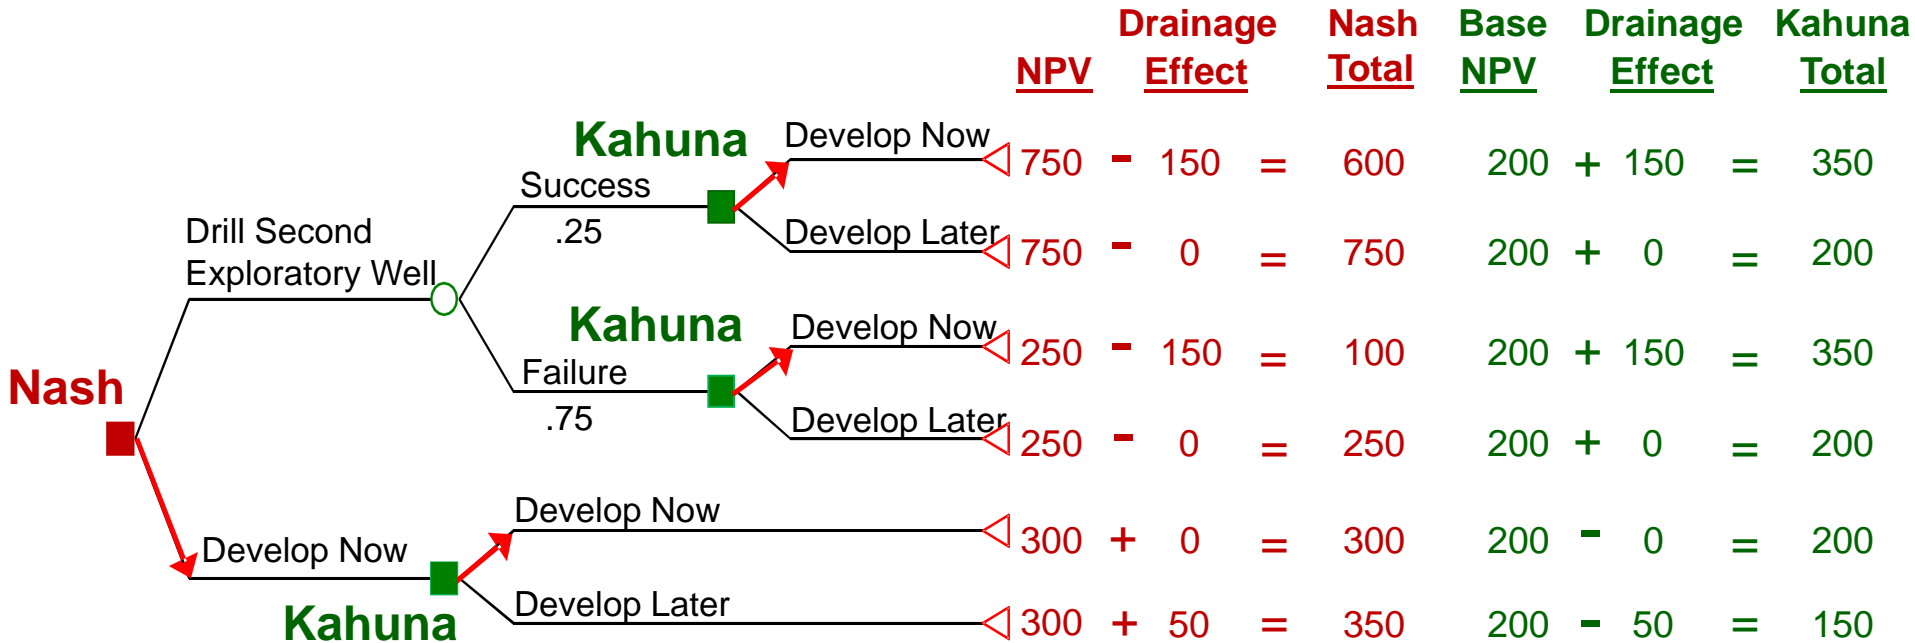 Drainage Nash Base Drainage Kahuna
NPV Effect Total NPV Effect Total
Kahuna Develop Now
750 - 150 = 600 200 + 150 = 350
Success
.25
Develop Later
750 - 0 = 750 200 + 0 = 200
Drill Second
Exploratory Well
Kahuna Develop Now
250 - 150 = 100 200 + 150 = 350
Failure
.75
Develop Later
250 - 0 = 250 200 + 0 = 200
Nash
Develop Now
300 + 0 = 300 200 - 0 = 200
Develop Now
Develop Later
300 + 50 = 350 200 - 50 = 150
Kahuna